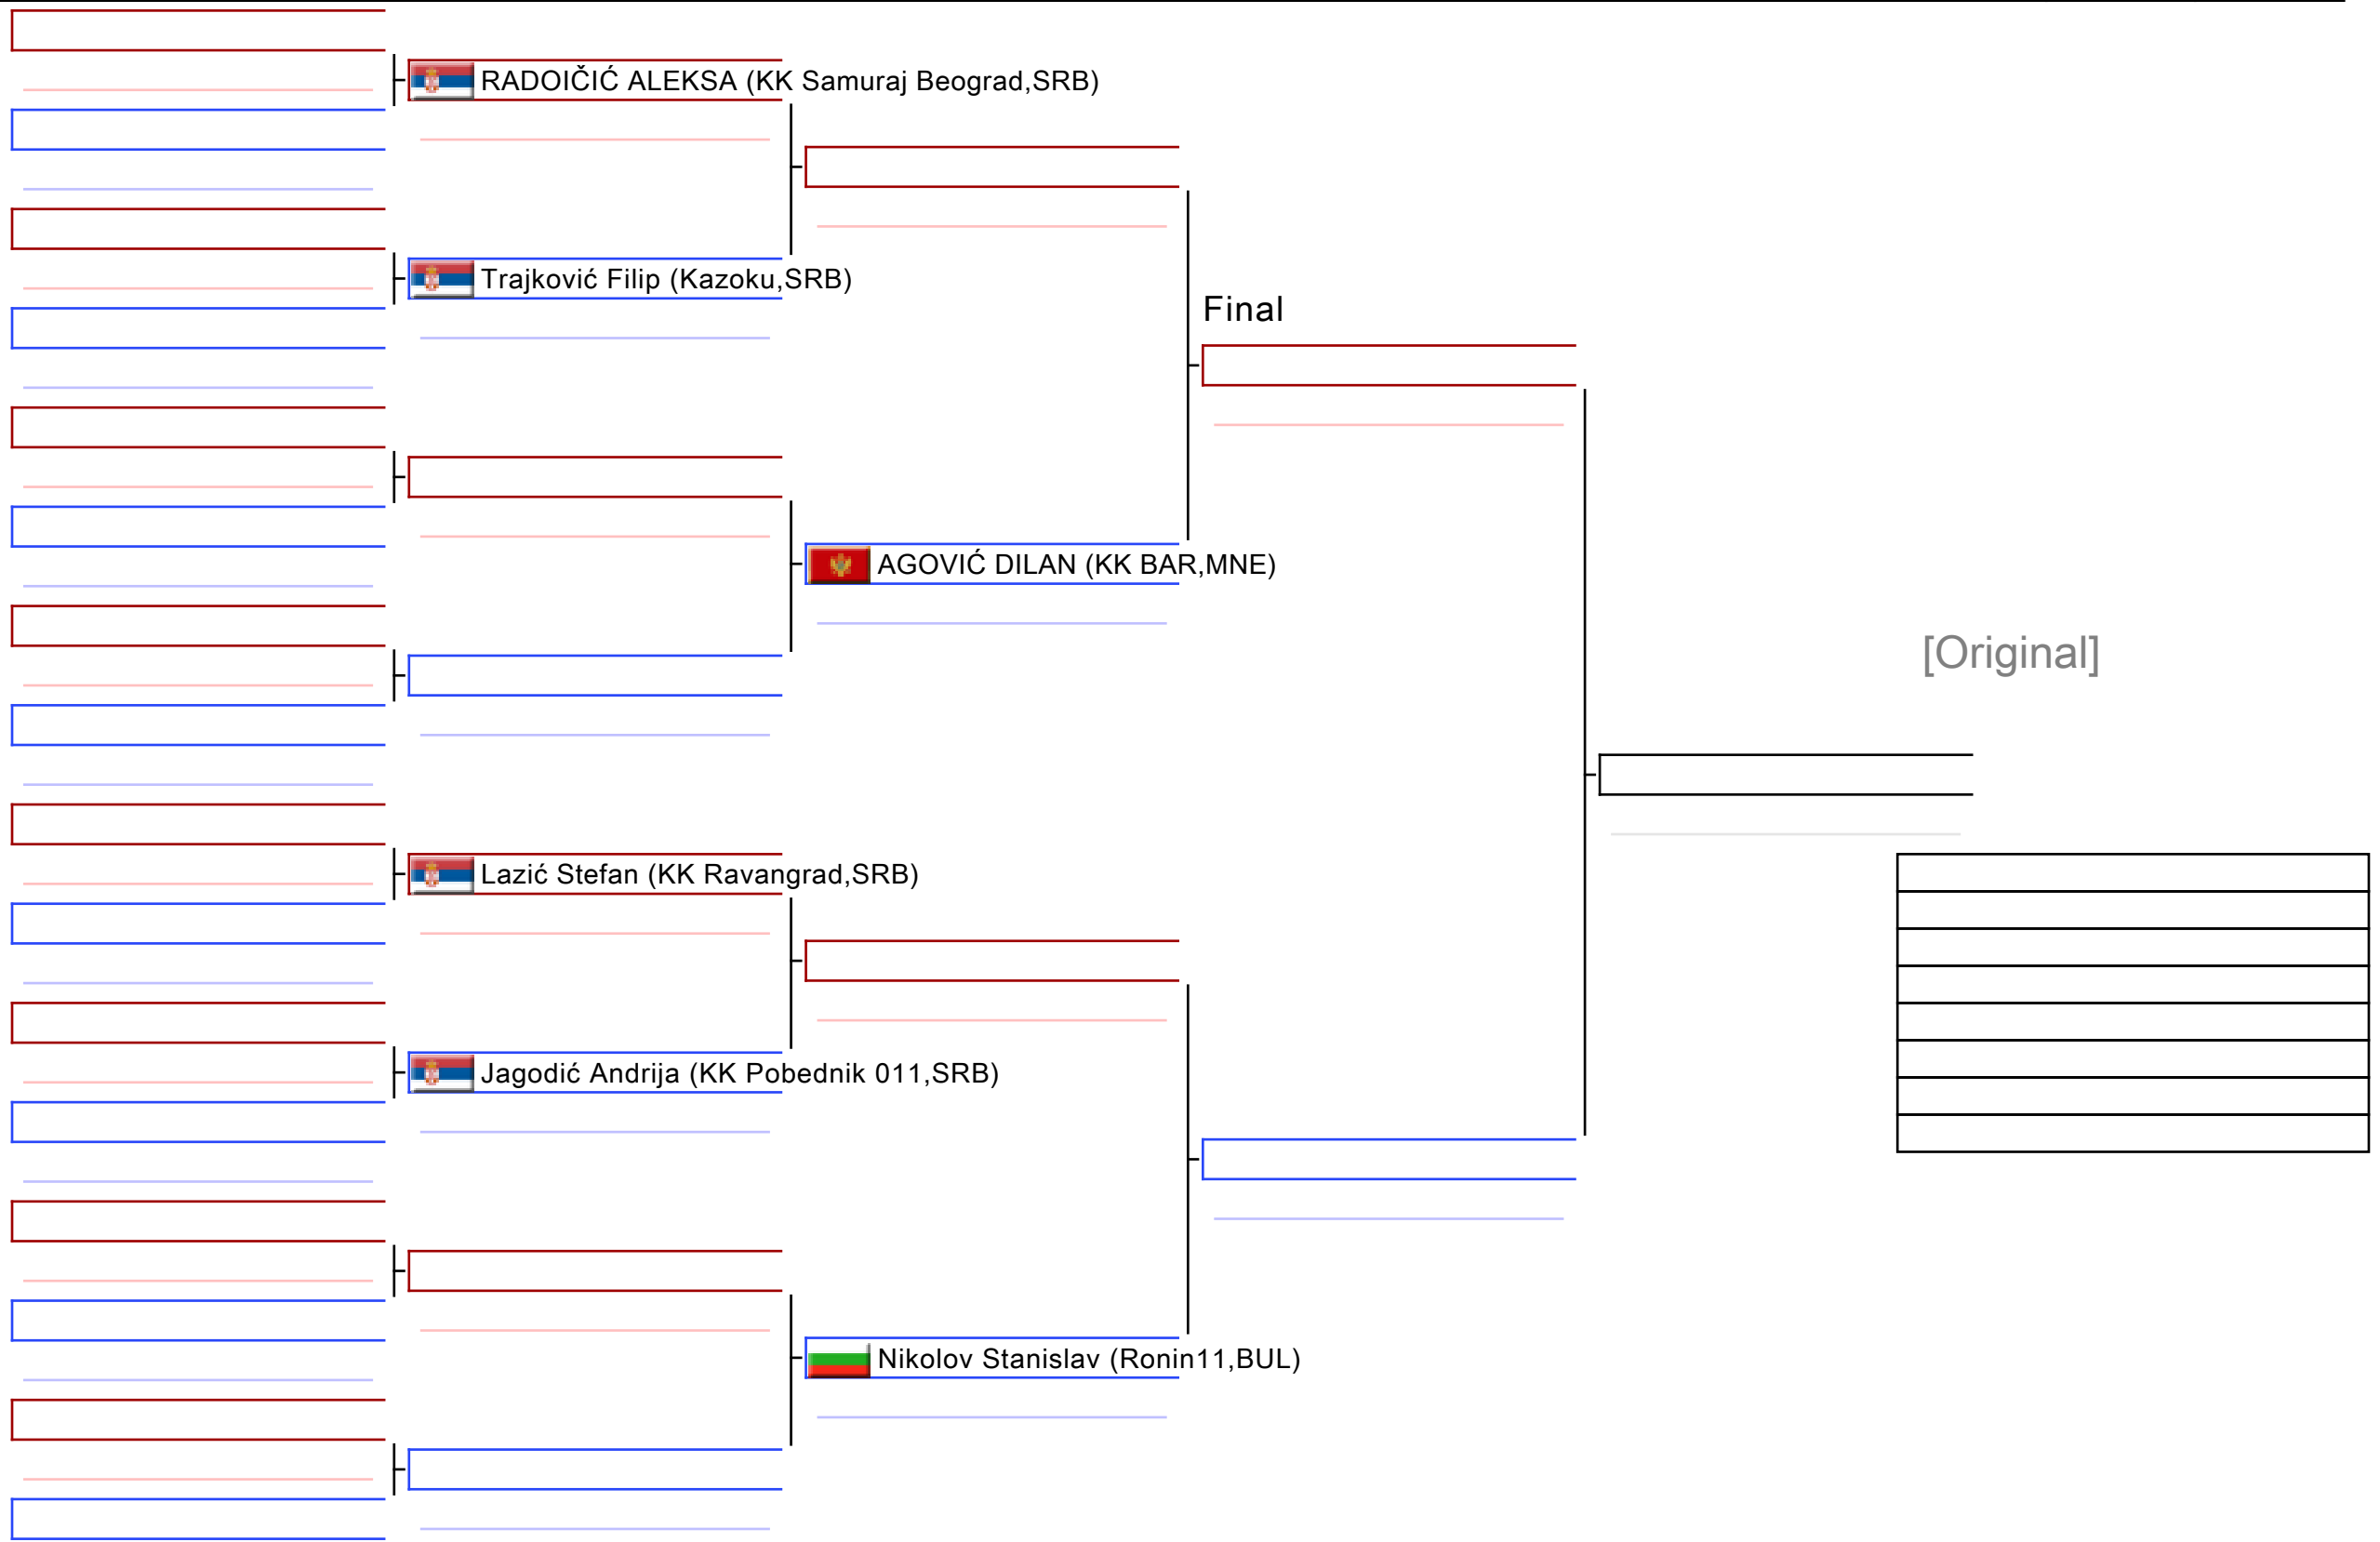 RADOIČIĆ ALEKSA (KK Samuraj Beograd,SRB)
Trajković Filip (Kazoku,SRB)
Final
AGOVIĆ DILAN (KK BAR,MNE)
[Original]
Lazić Stefan (KK Ravangrad,SRB)
Jagodić Andrija (KK Pobednik 011,SRB)
Nikolov Stanislav (Ronin11,BUL)